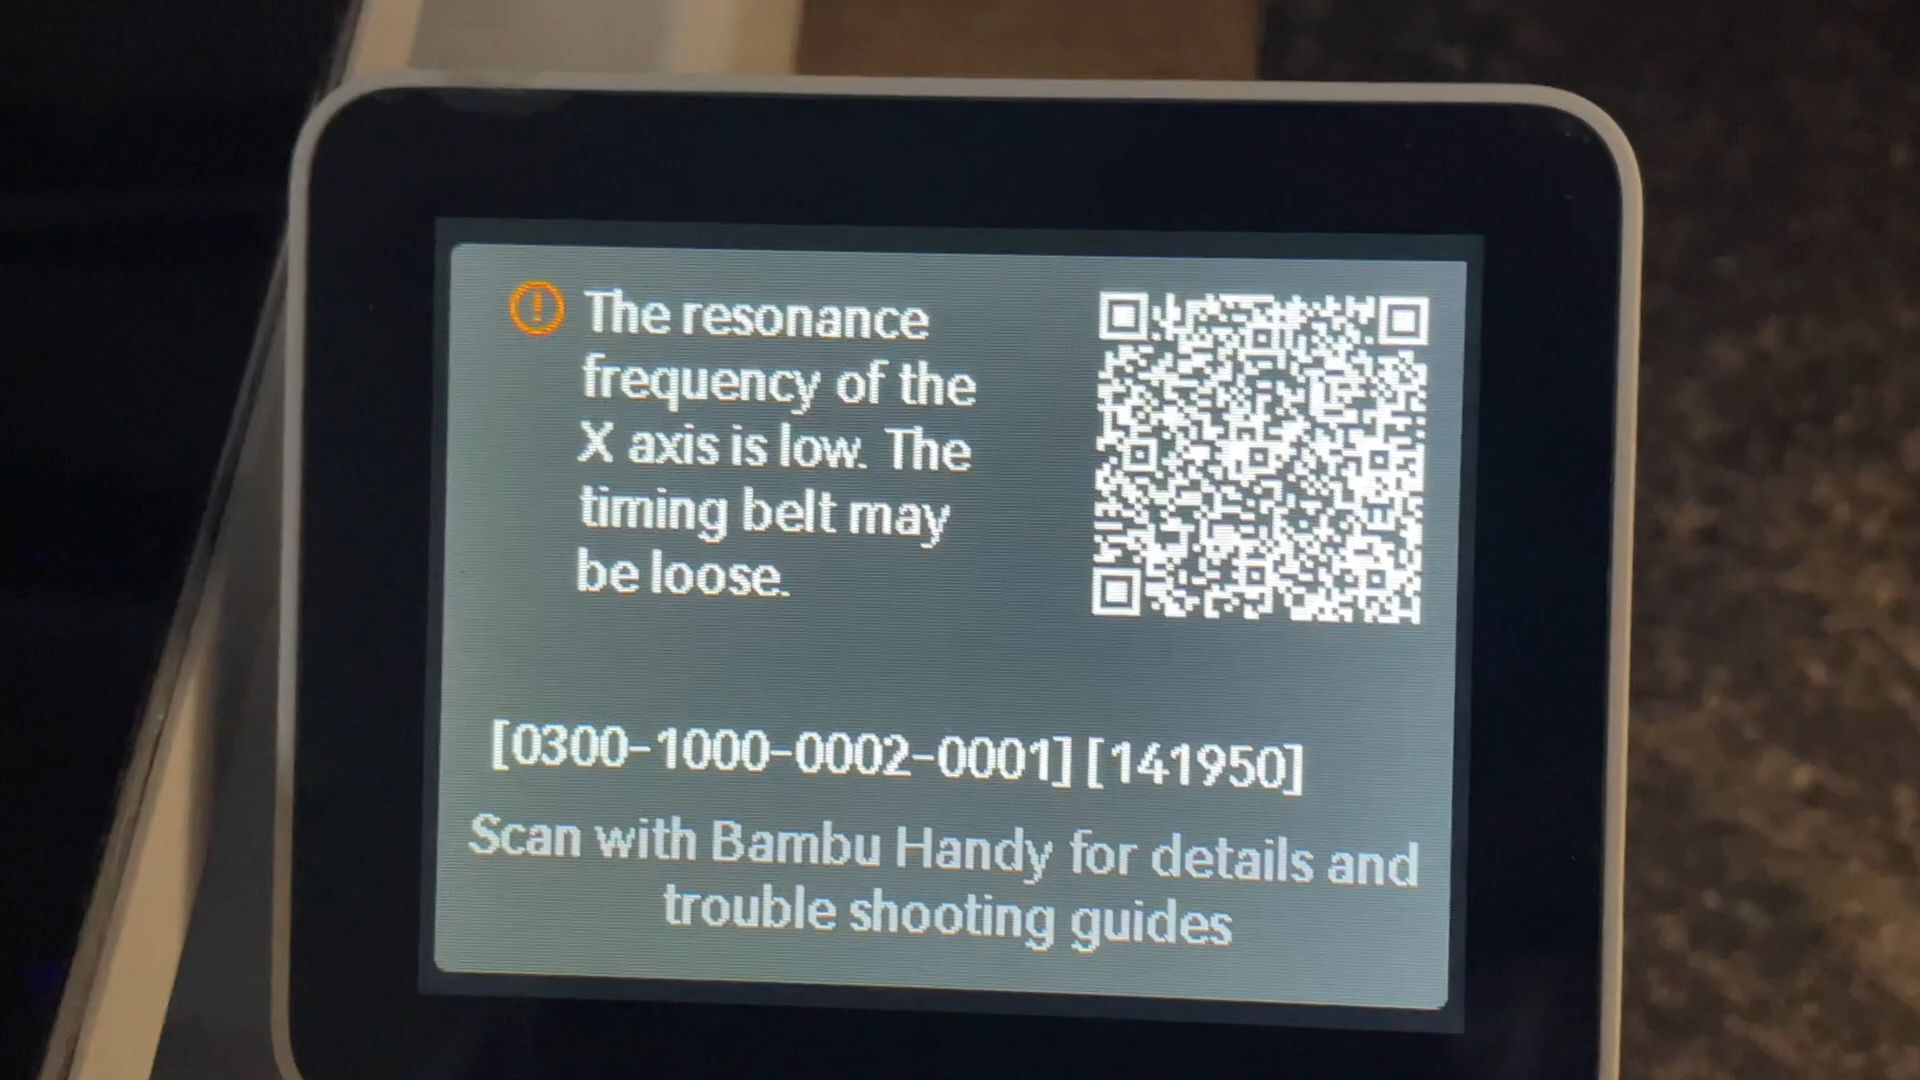 The resonance
frequency of the
X axis is low. The
timing belt may
be loose.
[0300-1000-0002-0001] [141950]
Scan with Bambu Handy for details and
trouble shooting guides